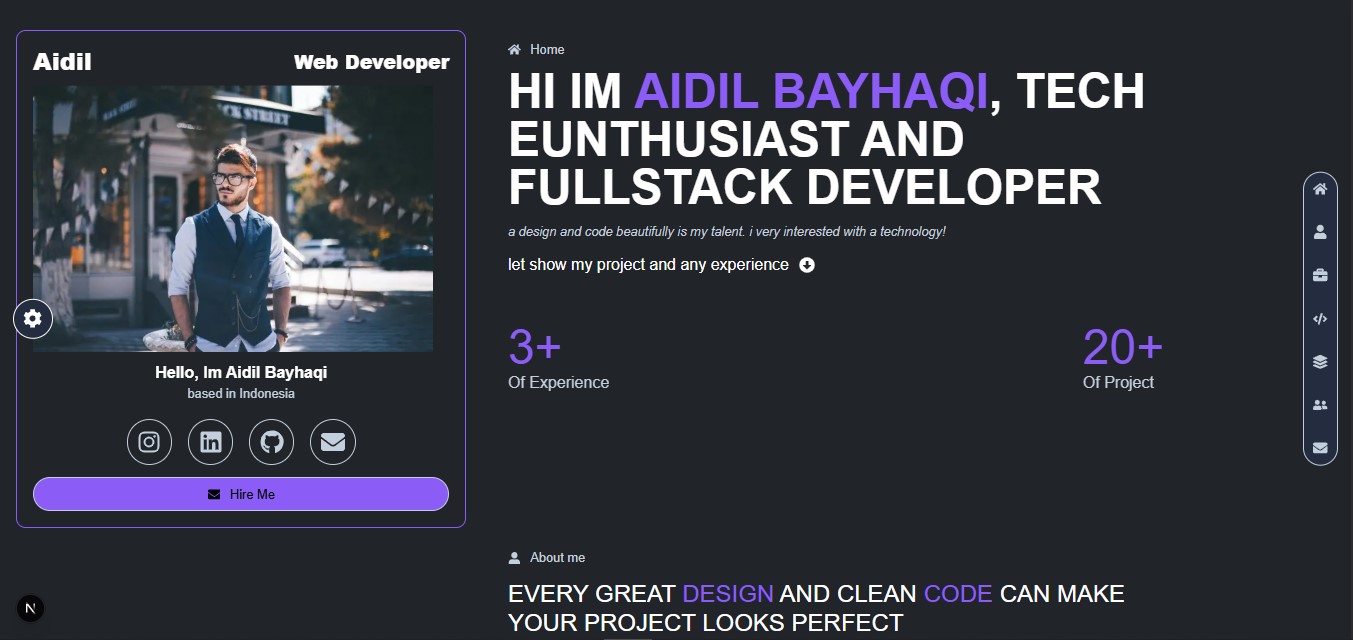 Aidil
Web Developer
CK STREET
Hello, Im Aidil Bayhaqi
based in Indonesia
Hire Me
N
Home
HI IM AIDIL BAYHAQI, TECH
EUNTHUSIAST AND
FULLSTACK DEVELOPER
a design and code beautifully is my talent. i very interested with a technology!
let show my project and any experience
3+
Of Experience
20+
Of Project
About me
EVERY GREAT DESIGN AND CLEAN CODE CAN MAKE
YOUR PROJECT LOOKS PERFECT